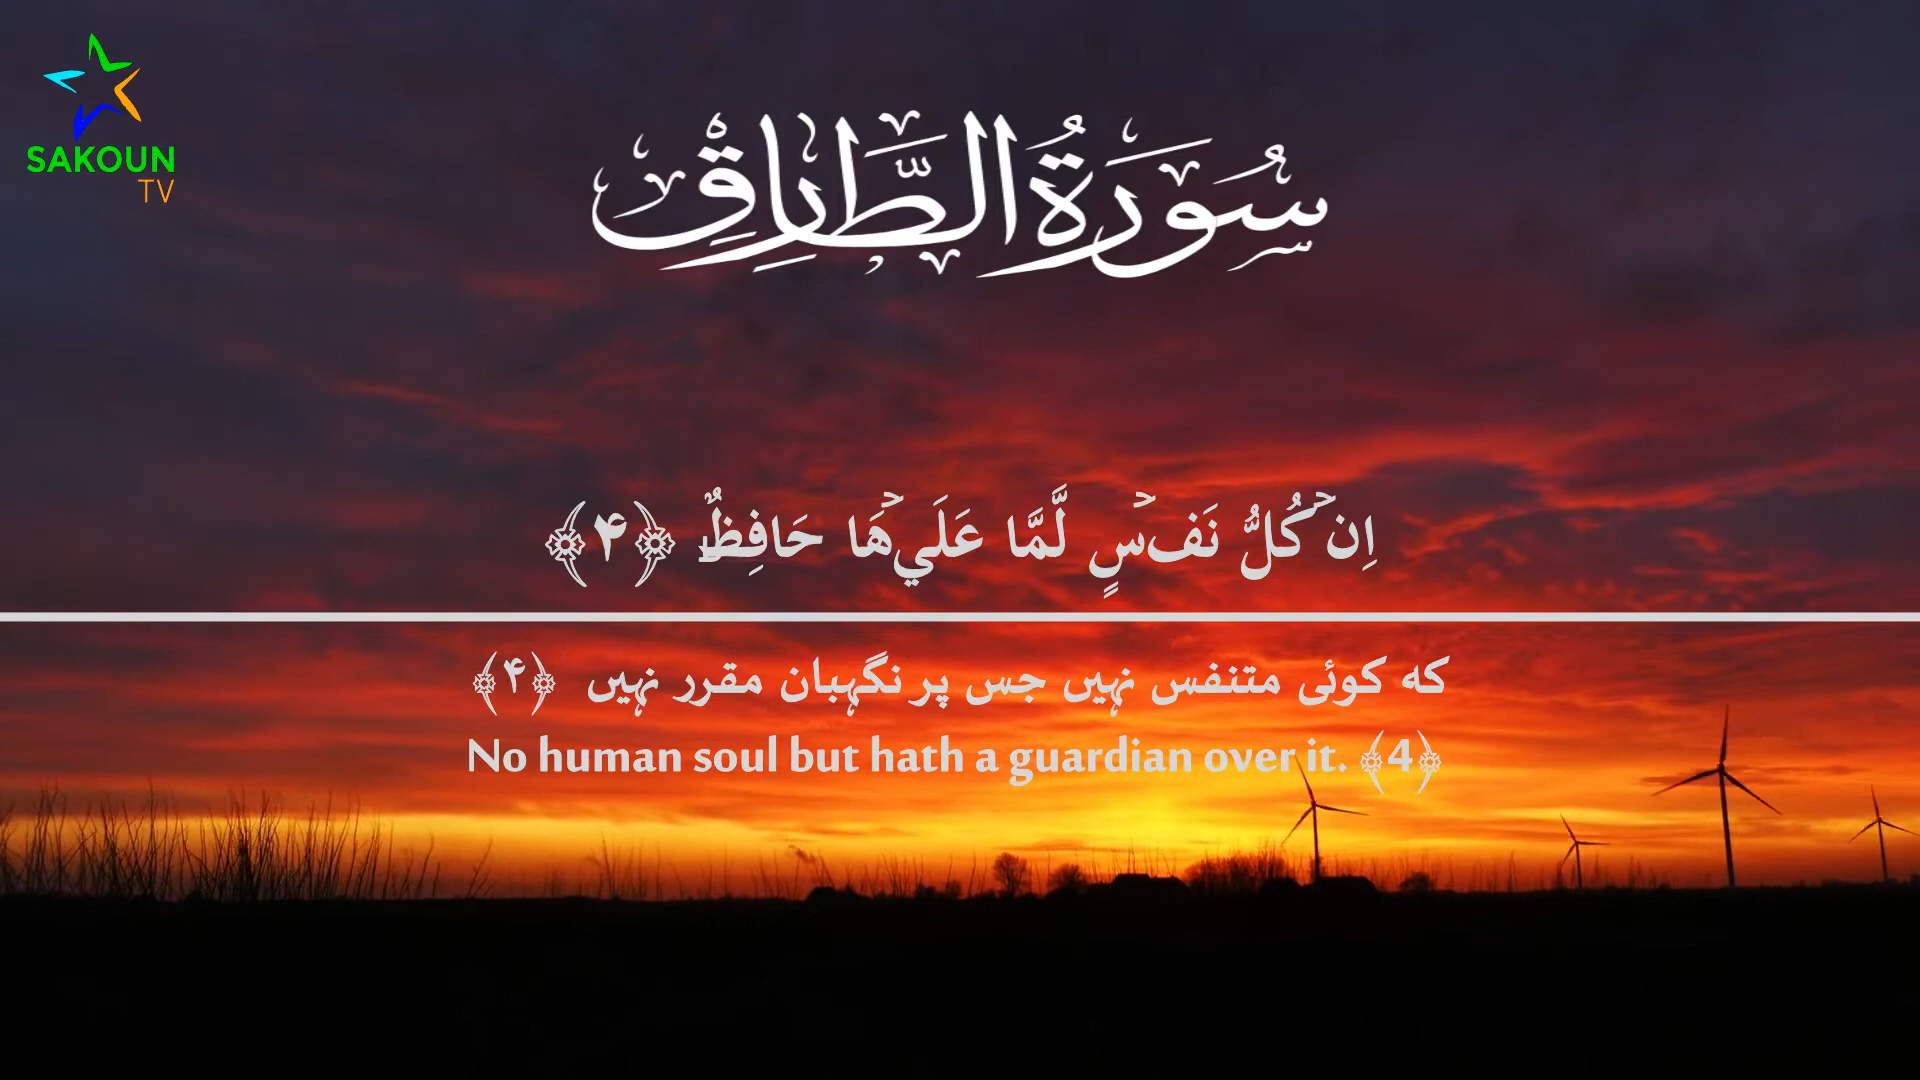 SAKOUN
TV
سُورَةُ الطَّارِقِ
اِنۡ كُلُّ نَفۡسٍ لَّمَّا عَلَيۡهَا حَافِظٌؕ ﴿۴﴾
که کوئی متنفس نہیں جس پر نگہبان مقرر نہیں ﴿۴﴾
No human soul but hath a guardian over it. ﴾4﴿